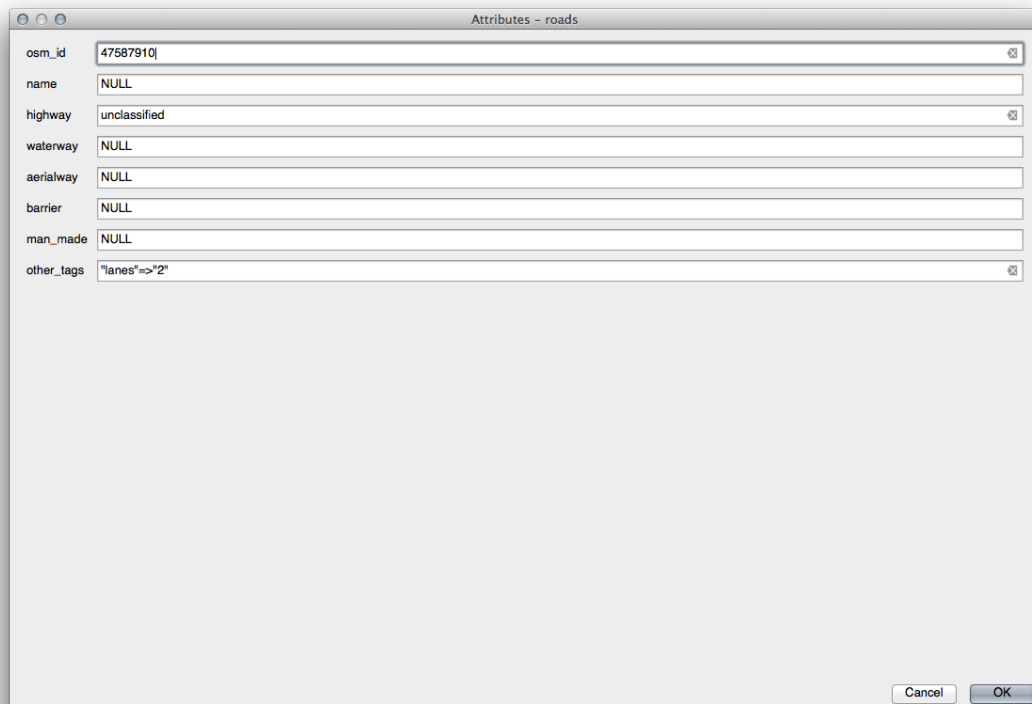 Attributes - roads
osm_id 47587910
name NULL
highway unclassified
waterway NULL
aerialway NULL
barrier NULL
man_made NULL
other_tags "lanes"=>"2"
Cancel OK